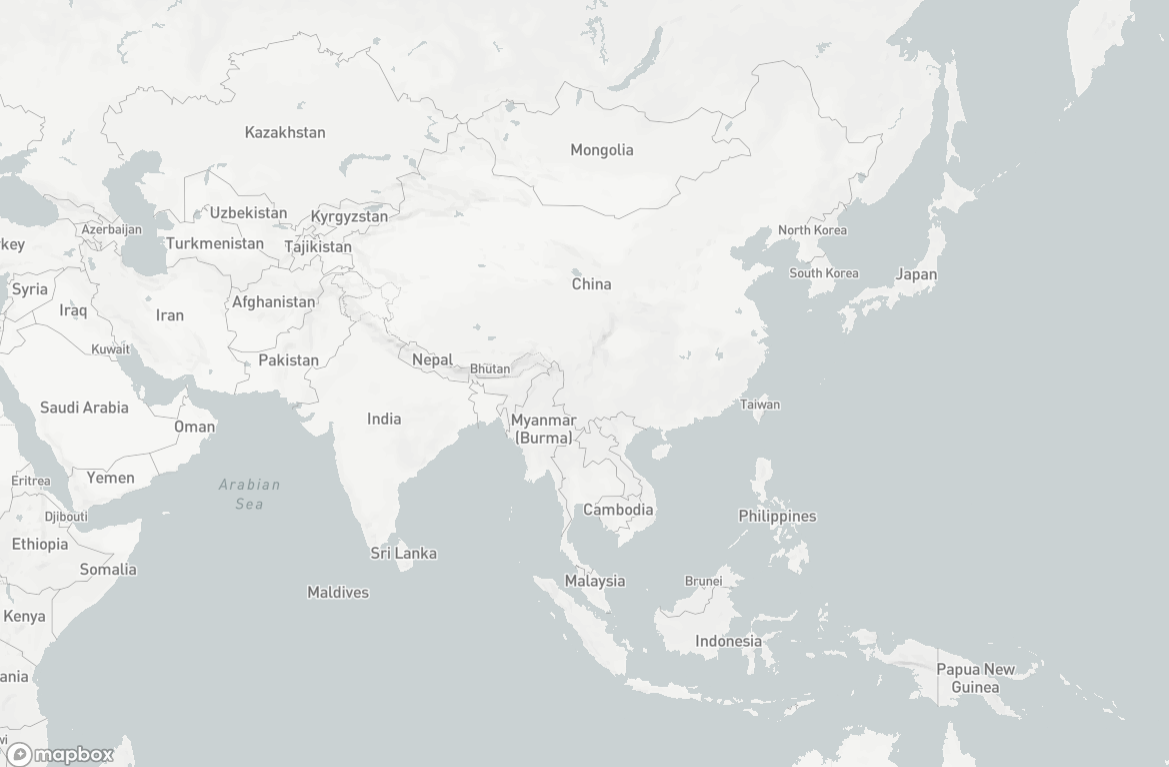 Kazakhstan
Mongolia
Uzbekistan
Kyrgyzstan
Azerbaijan
North Korea
rkey
Turkmenistan
Tajikistan
South Korea
Japan
China
Syria
Afghanistan
Iraq
Iran
Kuwait
Pakistan
Nepal
Bhutan
Saudi Arabia
Taiwan
Oman
India
Myanmar
(Burma)
Yemen
Eritrea
Arabian
Sea
Djibouti
Cambodia
Philippines
Ethiopia
Sri Lanka
Somalia
Malaysia
Brunei
Maldives
Kenya
Indonesia
Papua New
Guinea
ania
wi
mapbox